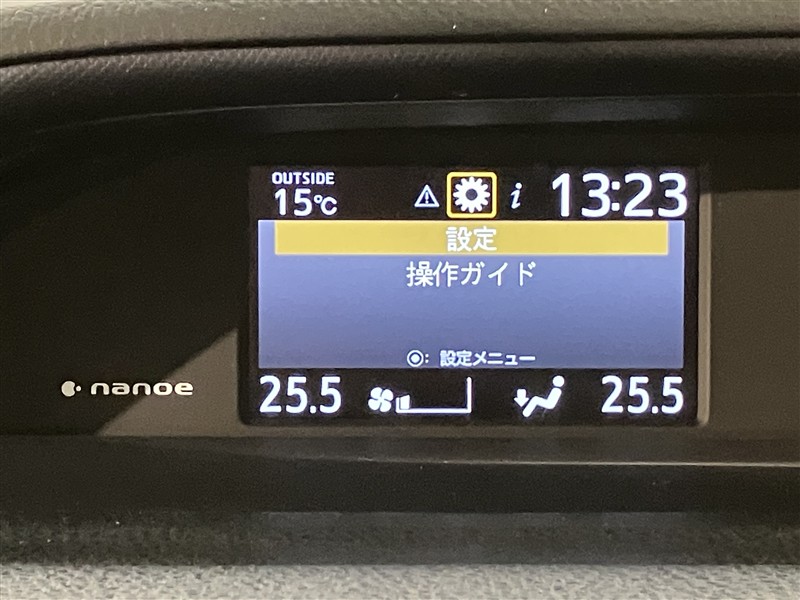 OUTSIDE
15℃
i
13:23
設定
操作ガイド
◉: 設定メニュー
25.5
25.5
nanoe